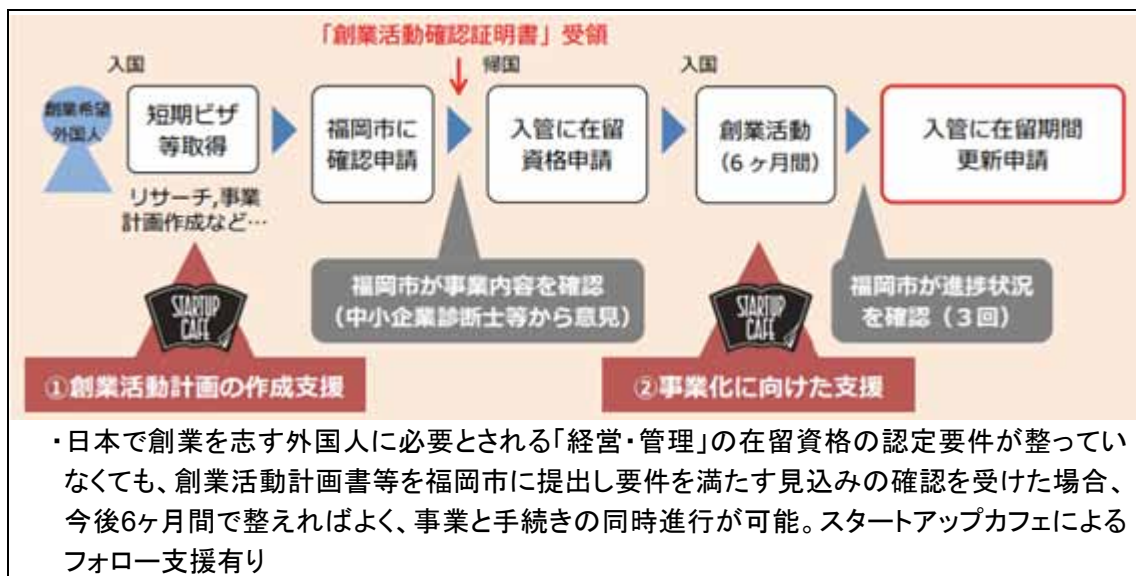 「創業活動確認証明書」受領
入国
帰国
入国
創業希望
外国人
短期ビザ
等取得
福岡市に
確認申請
入管に在留
資格申請
創業活動
(6ヶ月間)
入管に在留期間
更新申請
リサーチ,事業
計画作成など…
福岡市が事業内容を確認
(中小企業診断士等から意見)
福岡市が進捗状況
を確認(3回)
STARTUP
CAFE
STARTUP
CAFE
①創業活動計画の作成支援
②事業化に向けた支援
・日本で創業を志す外国人に必要とされる「経営・管理」の在留資格の認定要件が整ってい
なくても、創業活動計画書等を福岡市に提出し要件を満たす見込みの確認を受けた場合、
今後6ヶ月間で整えればよく、事業と手続きの同時進行が可能。スタートアップカフェによる
フォロー支援有り